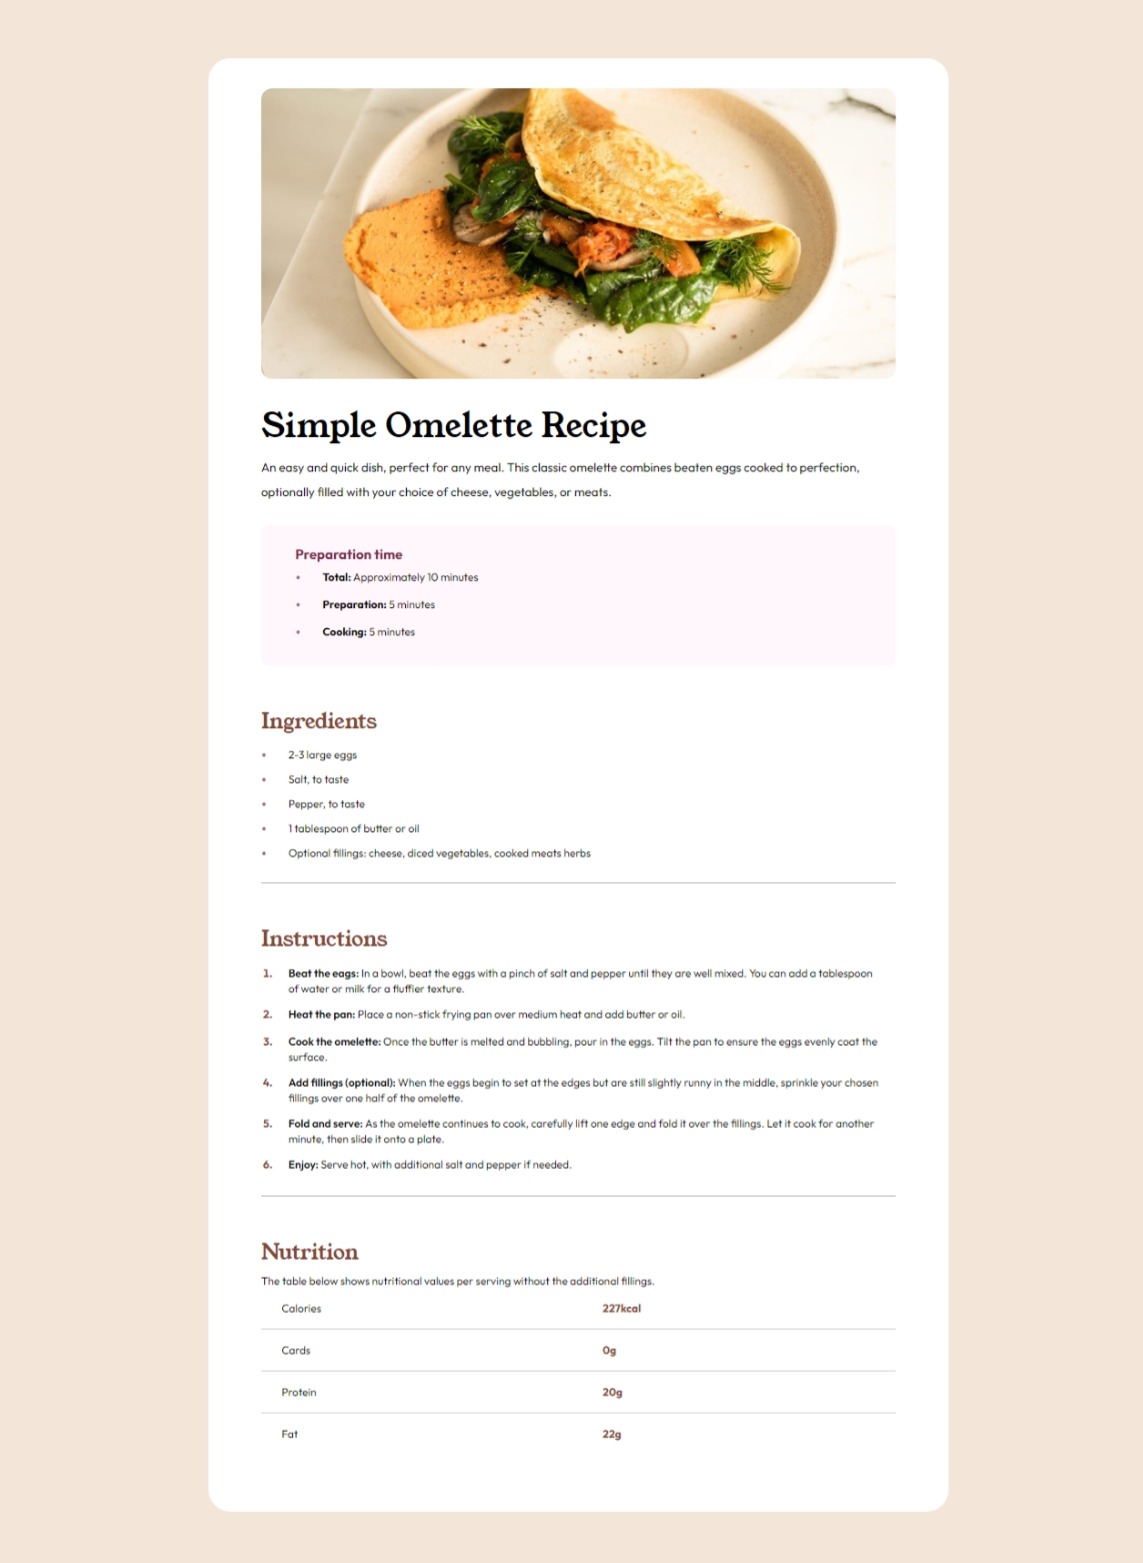 Simple Omelette Recipe
An easy and quick dish, perfect for any meal. This classic omelette combines beaten eggs cooked to perfection,
optionally filled with your choice of cheese, vegetables, or meats.
Preparation time
• Total: Approximately 10 minutes
• Preparation: 5 minutes
• Cooking: 5 minutes
Ingredients
• 2-3 large eggs
• Salt, to taste
• Pepper, to taste
• 1 tablespoon of butter or oil
• Optional fillings: cheese, diced vegetables, cooked meats herbs
Instructions
1. Beat the eags: In a bowl, beat the eggs with a pinch of salt and pepper until they are well mixed. You can add a tablespoon
of water or milk for a fluffier texture.
2. Heat the pan: Place a non-stick frying pan over medium heat and add butter or oil.
3. Cook the omelette: Once the butter is melted and bubbling, pour in the eggs. Tilt the pan to ensure the eggs evenly coat the
surface.
4. Add fillings (optional): When the eggs begin to set at the edges but are still slightly runny in the middle, sprinkle your chosen
fillings over one half of the omelette.
5. Fold and serve: As the omelette continues to cook, carefully lift one edge and fold it over the fillings. Let it cook for another
minute, then slide it onto a plate.
6. Enjoy: Serve hot, with additional salt and pepper if needed.
Nutrition
The table below shows nutritional values per serving without the additional fillings.
Calories 227kcal
Cards 0g
Protein 20g
Fat 22g